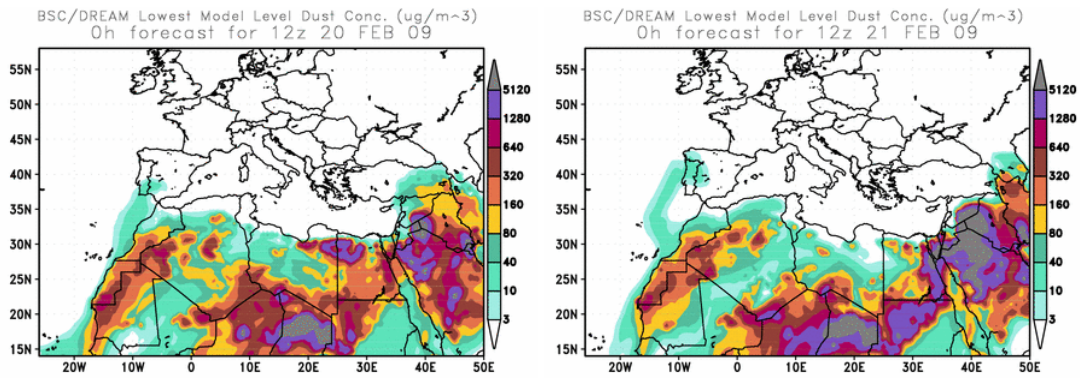 BSC/DREAM Lowest Model Level Dust Conc. (ug/m^3)
0h forecast for 12z 20 FEB 09
55N
50N
45N
40N
35N
30N
25N
20N
15N
20W
10W
0
10E
20E
30E
40E
50E
5120
1280
640
320
160
80
40
10
3
BSC/DREAM Lowest Model Level Dust Conc. (ug/m^3)
0h forecast for 12z 21 FEB 09
55N
50N
45N
40N
35N
30N
25N
20N
15N
20W
10W
0
10E
20E
30E
40E
50E
5120
1280
640
320
160
80
40
10
3